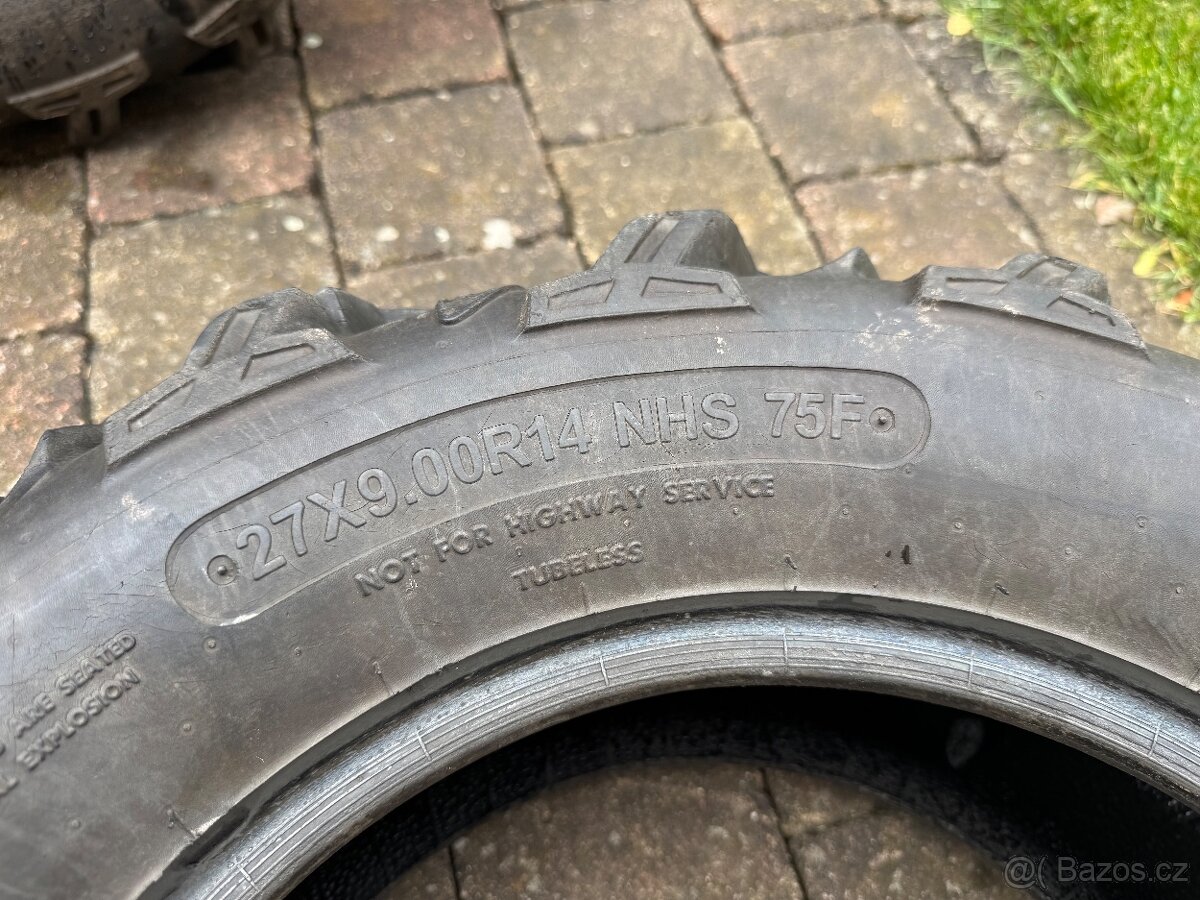 27X9.00R14 NHS 75F
NOT FOR HIGHWAY SERVICE
TUBELESS
ARE SEATED
EXPLOSION
@( Bazos.cz